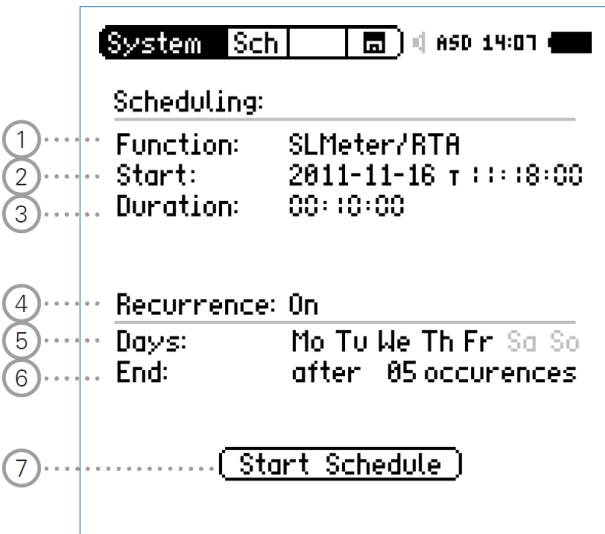 System Sch ASD 14:07
Scheduling:
1 Function: SLMeter/RTA
2 Start: 2011-11-16 T 11:18:00
3 Duration: 00:10:00
4 Recurrence: On
5 Days: Mo Tu We Th Fr Sa So
6 End: after 05 occurences
7 Start Schedule